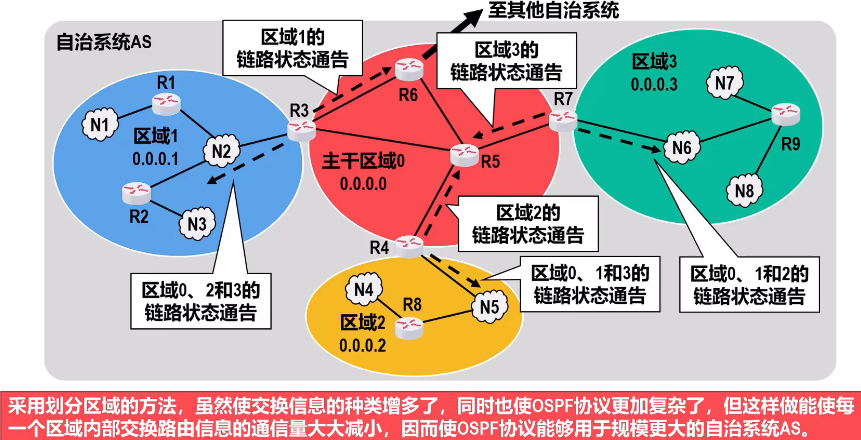 至其他自治系统
自治系统AS
区域1的
链路状态通告
区域3的
链路状态通告
区域3
0.0.0.3
R1
N1
区域1
0.0.0.1
N2
R2
N3
R3
R6
R7
主干区域0
0.0.0.0
R5
N7
N6
R9
N8
区域2的
链路状态通告
R4
区域0、2和3的
链路状态通告
区域0、1和3的
链路状态通告
区域0、1和2的
链路状态通告
N4
R8
N5
区域2
0.0.0.2
采用划分区域的方法，虽然使交换信息的种类增多了，同时也使OSPF协议更加复杂了，但这样做能使每
一个区域内部交换路由信息的通信量大大减小，因而使OSPF协议能够用于规模更大的自治系统AS。